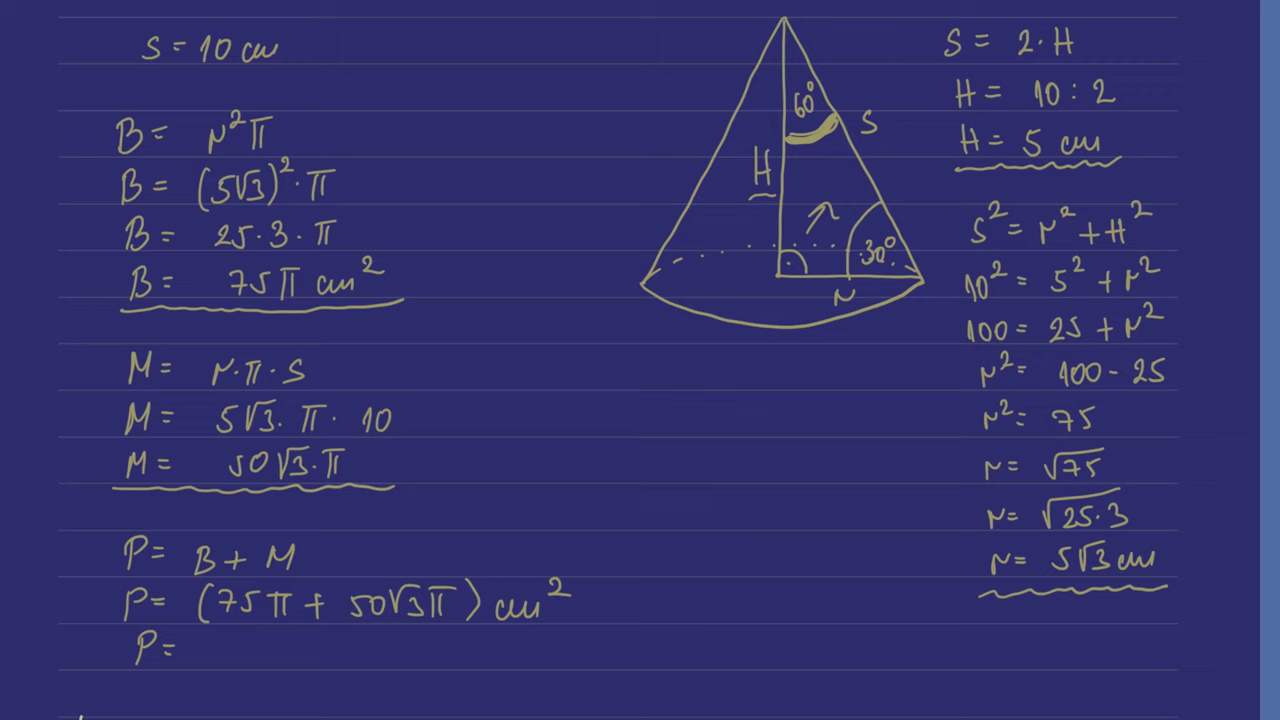 s = 10 cm
B = r²π
B = (5√3)²·π
B = 25·3·π
B = 75π cm²
M = r·π·s
M = 5√3·π·10
M = 50√3·π
P = B + M
P = (75π + 50√3π) cm²
P =
60°
s
H
30°
r
s = 2·H
H = 10 : 2
H = 5 cm
s² = r² + H²
10² = 5² + r²
100 = 25 + r²
r² = 100 - 25
r² = 75
r = √75
r = √25·3
r = 5√3 cm